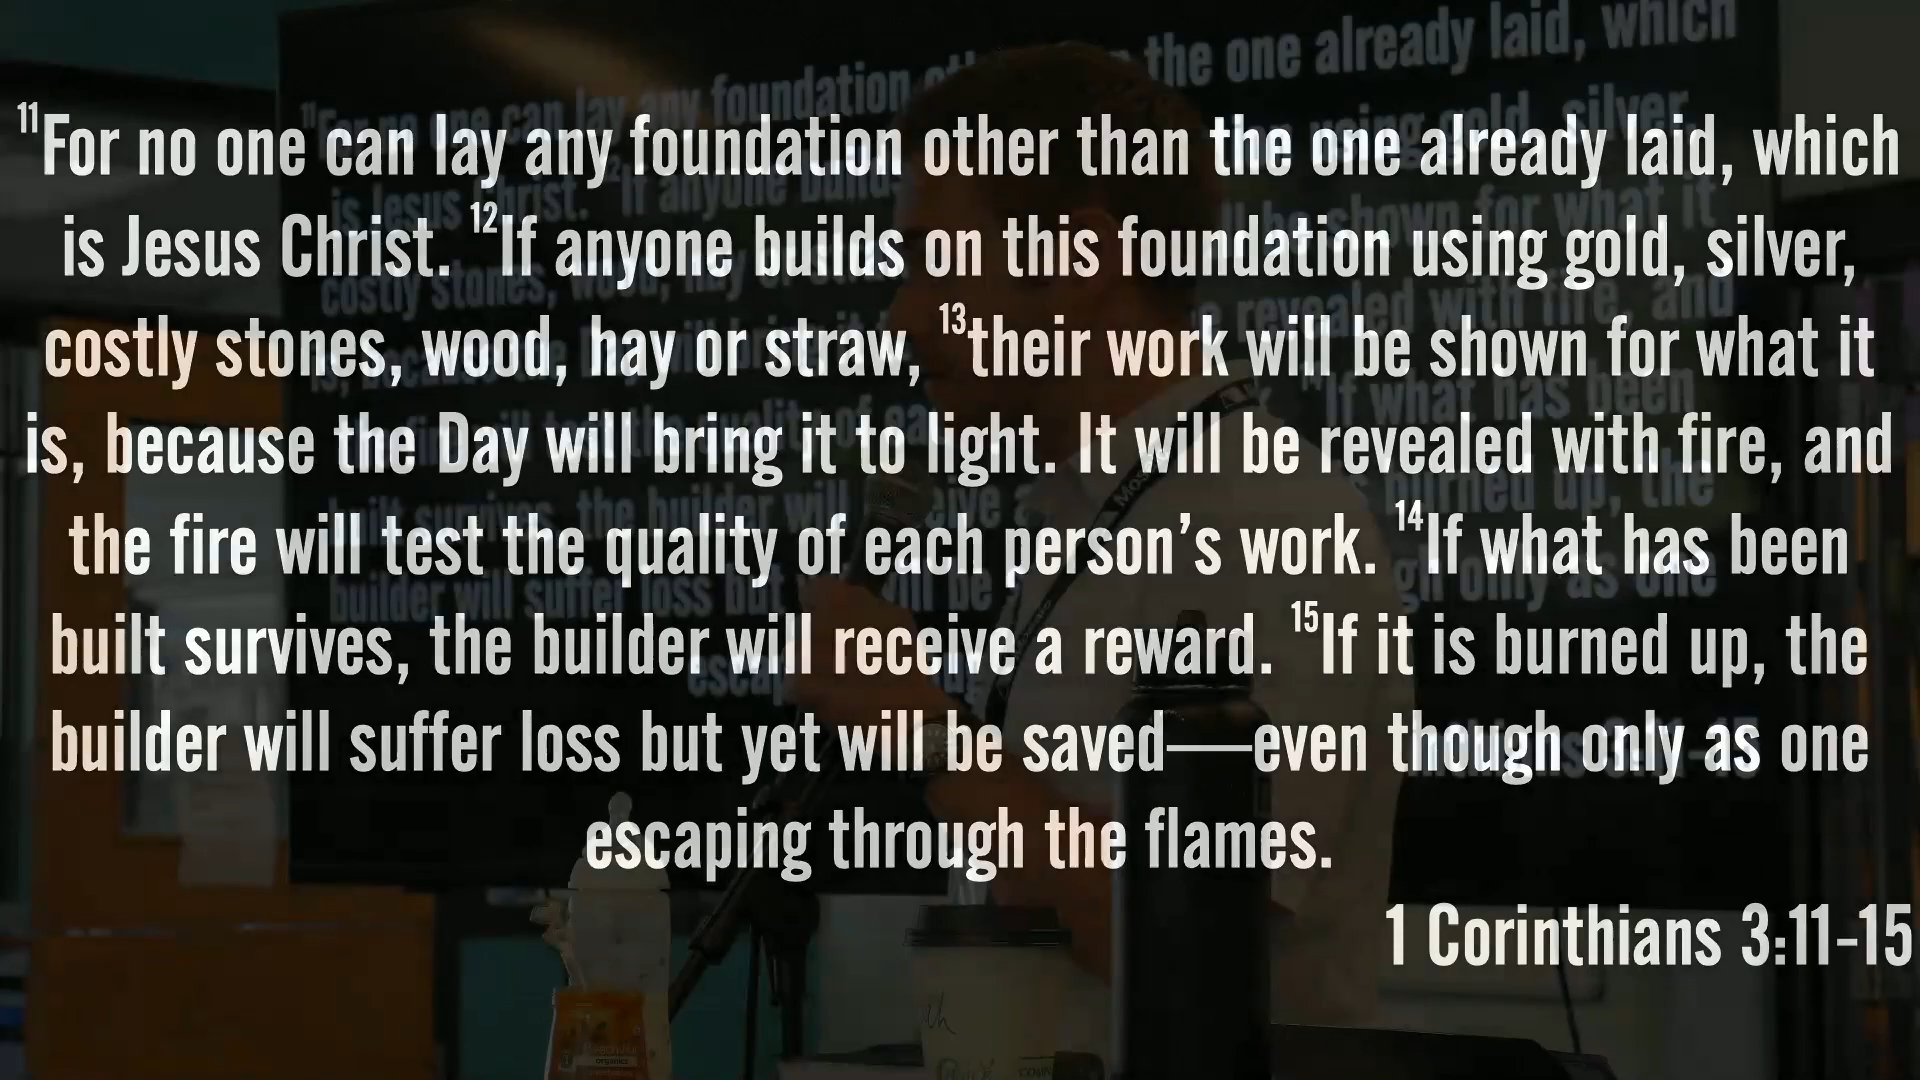 ¹¹For no one can lay any foundation other than the one already laid, which
is Jesus Christ. ¹²If anyone builds on this foundation using gold, silver,
costly stones, wood, hay or straw, ¹³their work will be shown for what it
is, because the Day will bring it to light. It will be revealed with fire, and
the fire will test the quality of each person’s work. ¹⁴If what has been
built survives, the builder will receive a reward. ¹⁵If it is burned up, the
builder will suffer loss but yet will be saved—even though only as one
escaping through the flames.
1 Corinthians 3:11-15